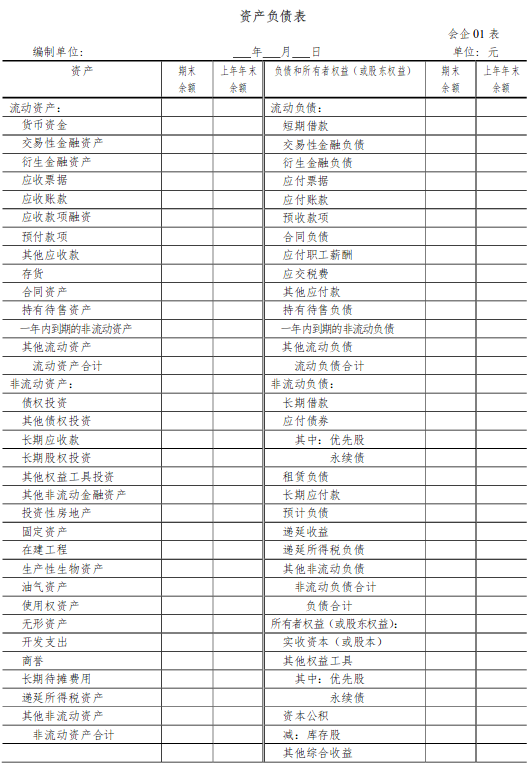 资产负债表
会企 01 表
编制单位: ___年___月___日 单位: 元
资产 期末余额 上年年末余额 负债和所有者权益（或股东权益） 期末余额 上年年末余额
流动资产: 流动负债:
货币资金 短期借款
交易性金融资产 交易性金融负债
衍生金融资产 衍生金融负债
应收票据 应付票据
应收账款 应付账款
应收款项融资 预收款项
预付款项 合同负债
其他应收款 应付职工薪酬
存货 应交税费
合同资产 其他应付款
持有待售资产 持有待售负债
一年内到期的非流动资产 一年内到期的非流动负债
其他流动资产 其他流动负债
流动资产合计 流动负债合计
非流动资产: 非流动负债:
债权投资 长期借款
其他债权投资 应付债券
长期应收款 其中: 优先股
长期股权投资 永续债
其他权益工具投资 租赁负债
其他非流动金融资产 长期应付款
投资性房地产 预计负债
固定资产 递延收益
在建工程 递延所得税负债
生产性生物资产 其他非流动负债
油气资产 非流动负债合计
使用权资产 负债合计
无形资产 所有者权益（或股东权益）:
开发支出 实收资本（或股本）
商誉 其他权益工具
长期待摊费用 其中: 优先股
递延所得税资产 永续债
其他非流动资产 资本公积
非流动资产合计 减: 库存股
其他综合收益